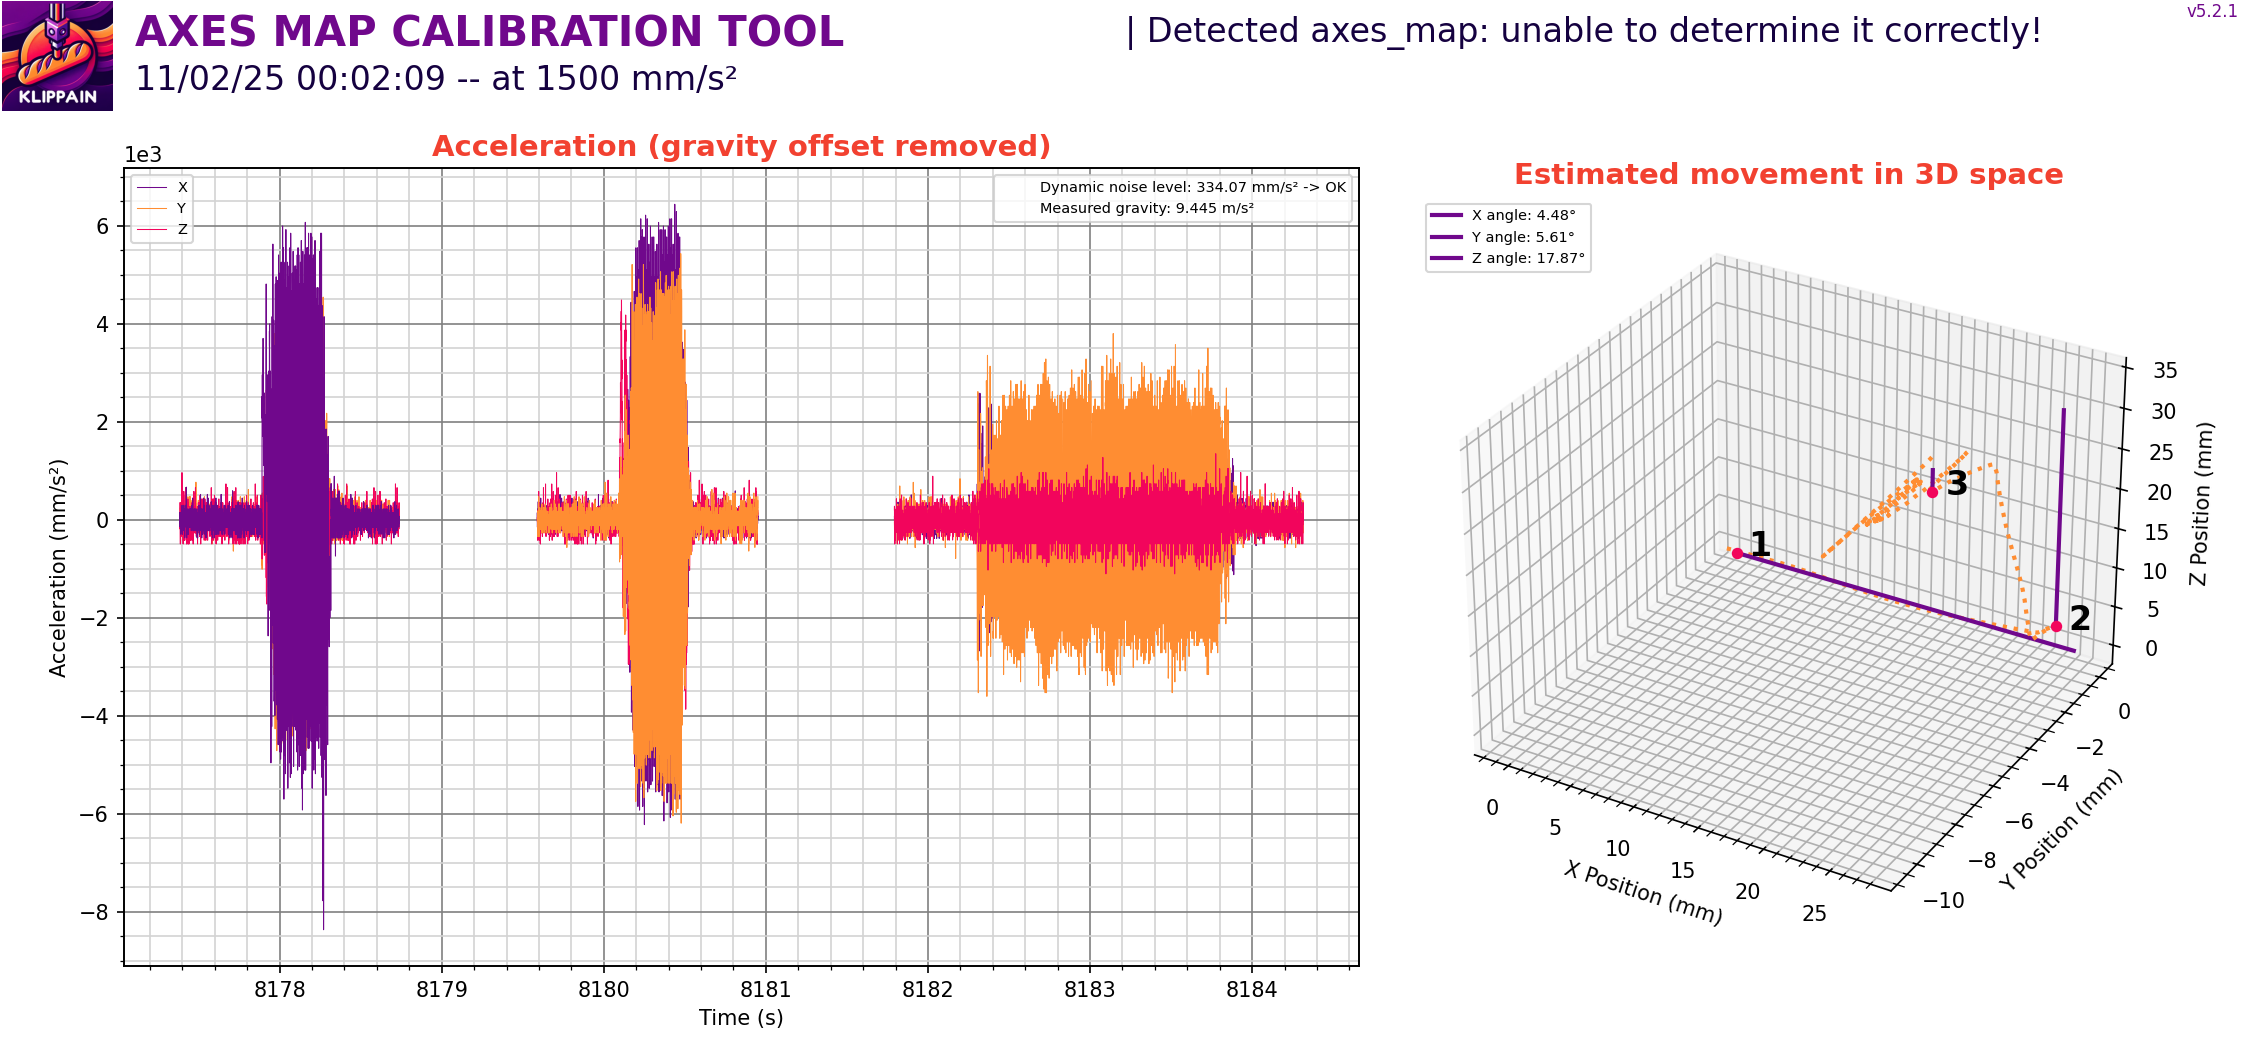 KLIPPAIN
AXES MAP CALIBRATION TOOL
11/02/25 00:02:09 -- at 1500 mm/s²
| Detected axes_map: unable to determine it correctly!
v5.2.1
Acceleration (gravity offset removed)
1e3
X
Y
Z
Dynamic noise level: 334.07 mm/s² -> OK
Measured gravity: 9.445 m/s²
6
4
2
0
−2
−4
−6
−8
Acceleration (mm/s²)
8178
8179
8180
8181
8182
8183
8184
Time (s)
Estimated movement in 3D space
X angle: 4.48°
Y angle: 5.61°
Z angle: 17.87°
1
2
3
35
30
25
20
15
10
5
0
Z Position (mm)
0
−2
−4
−6
−8
−10
Y Position (mm)
0
5
10
15
20
25
X Position (mm)